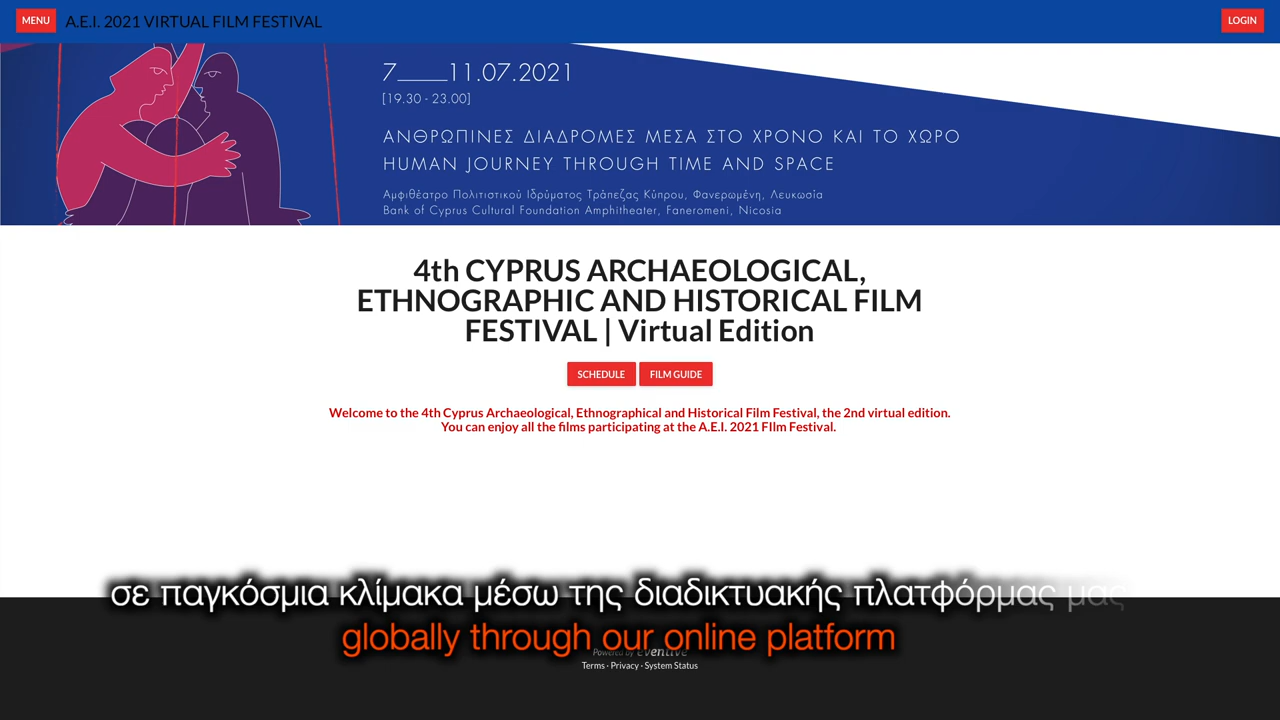 MENU A.E.I. 2021 VIRTUAL FILM FESTIVAL LOGIN
7____11.07.2021
[19.30 - 23.00]
ΑΝΘΡΩΠΙΝΕΣ ΔΙΑΔΡΟΜΕΣ ΜΕΣΑ ΣΤΟ ΧΡΟΝΟ ΚΑΙ ΤΟ ΧΩΡΟ
HUMAN JOURNEY THROUGH TIME AND SPACE
Αμφιθέατρο Πολιτιστικού Ιδρύματος Τράπεζας Κύπρου, Φανερωμένη, Λευκωσία
Bank of Cyprus Cultural Foundation Amphitheater, Faneromeni, Nicosia
4th CYPRUS ARCHAEOLOGICAL,
ETHNOGRAPHIC AND HISTORICAL FILM
FESTIVAL | Virtual Edition
SCHEDULE FILM GUIDE
Welcome to the 4th Cyprus Archaeological, Ethnographical and Historical Film Festival, the 2nd virtual edition.
You can enjoy all the films participating at the A.E.I. 2021 FIlm Festival.
σε παγκόσμια κλίμακα μέσω της διαδικτυακής πλατφόρμας μας
globally through our online platform
Powered by eventive
Terms · Privacy · System Status